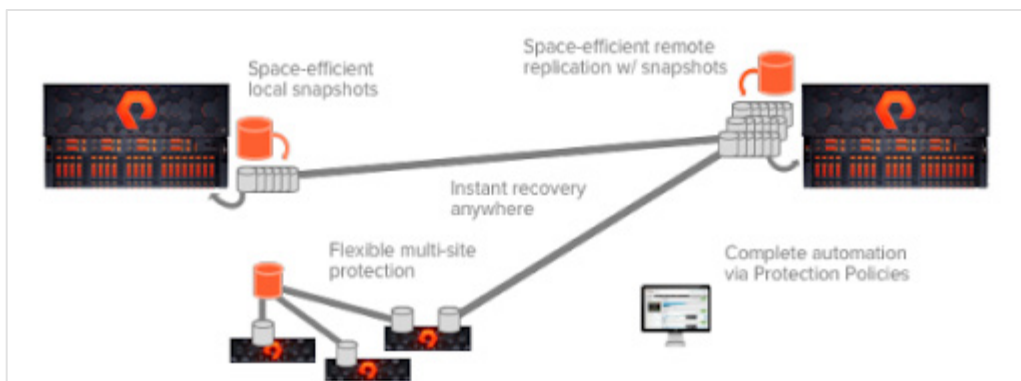 Space-efficient
local snapshots
Space-efficient remote
replication w/ snapshots
Instant recovery
anywhere
Flexible multi-site
protection
Complete automation
via Protection Policies